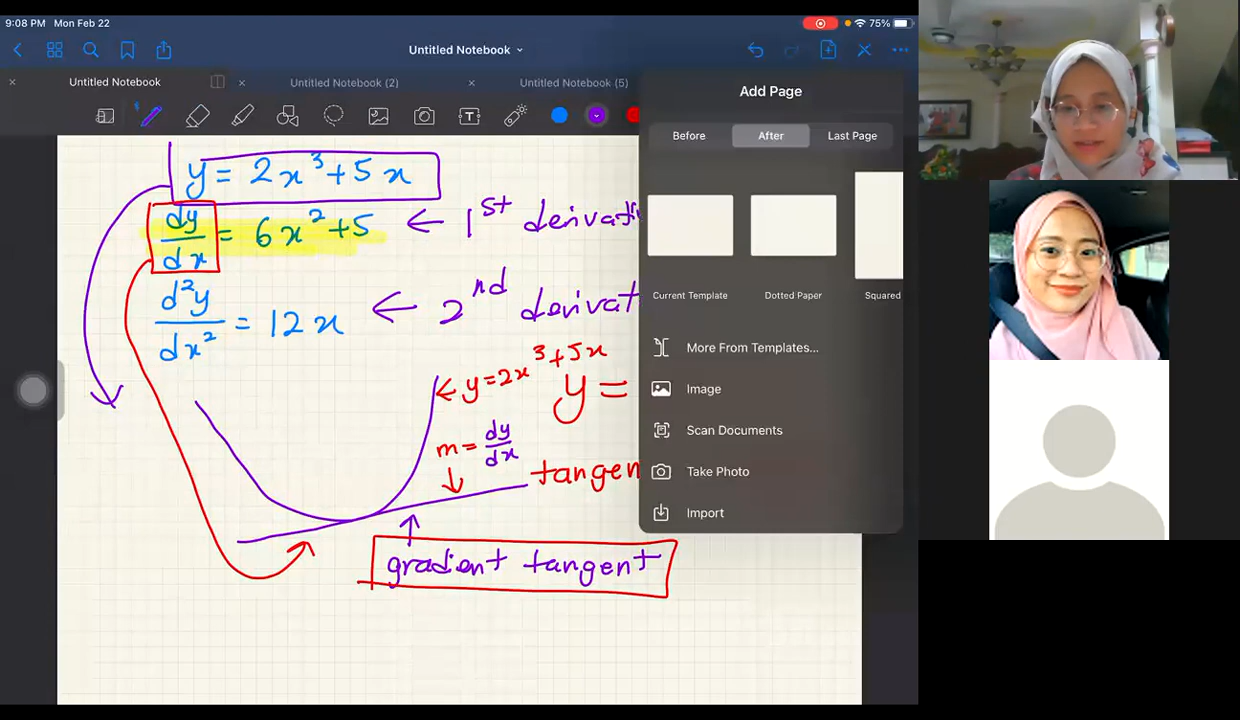 9:08 PM Mon Feb 22
75%
Untitled Notebook
Untitled Notebook
Untitled Notebook (2)
Untitled Notebook (5)
Add Page
Before After Last Page
Current Template Dotted Paper Squared
More From Templates...
Image
Scan Documents
Take Photo
Import
y = 2x³+5x
dy/dx = 6x²+5 ← 1st derivati
d²y/dx² = 12x ← 2nd derivat
← y=2x³+5x
y =
m = dy/dx
tangen
gradient tangent